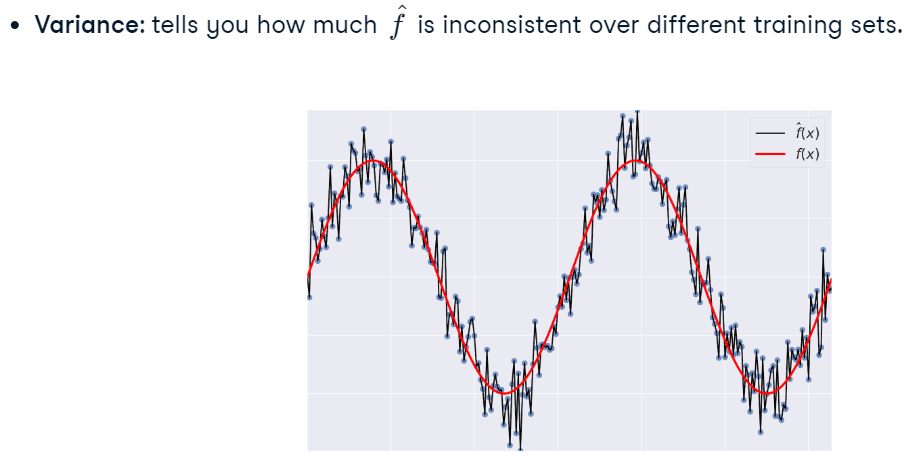 • Variance: tells you how much f̂ is inconsistent over different training sets.
f̂(x)
f(x)